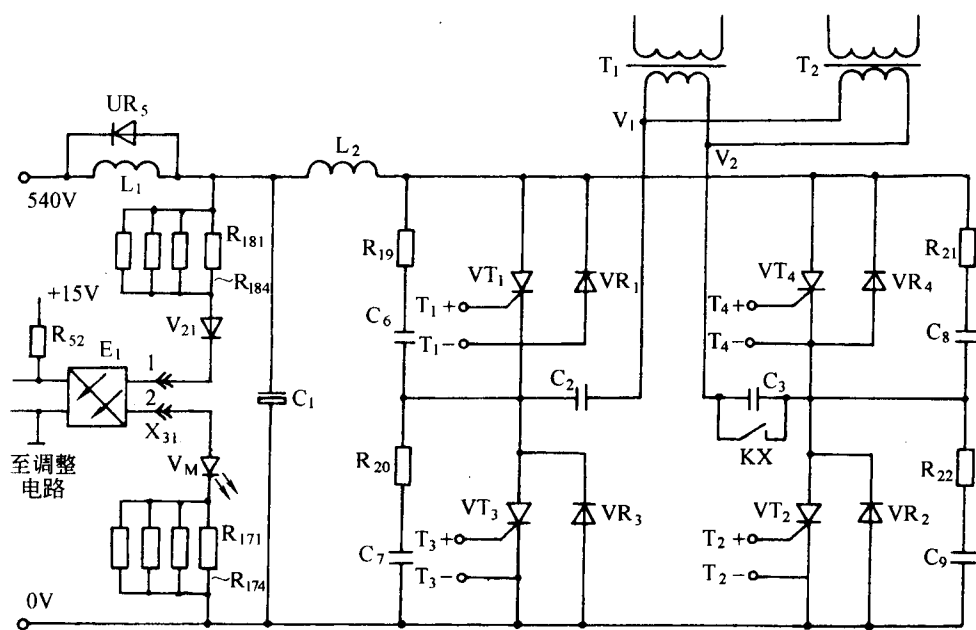 T₁
T₂
V₁
V₂
UR₅
L₁
L₂
540V
R₁₈₁
~R₁₈₄
+15V
R₅₂
E₁
1
2
X₃₁
V₂₁
至调整
电路
V_M
R₁₇₁
~R₁₇₄
0V
C₁
R₁₉
C₆
R₂₀
C₇
VT₁
T₁+
T₁-
VR₁
C₂
VT₃
T₃+
T₃-
VR₃
C₃
KX
VT₄
T₄+
T₄-
VR₄
VT₂
T₂+
T₂-
VR₂
R₂₁
C₈
R₂₂
C₉